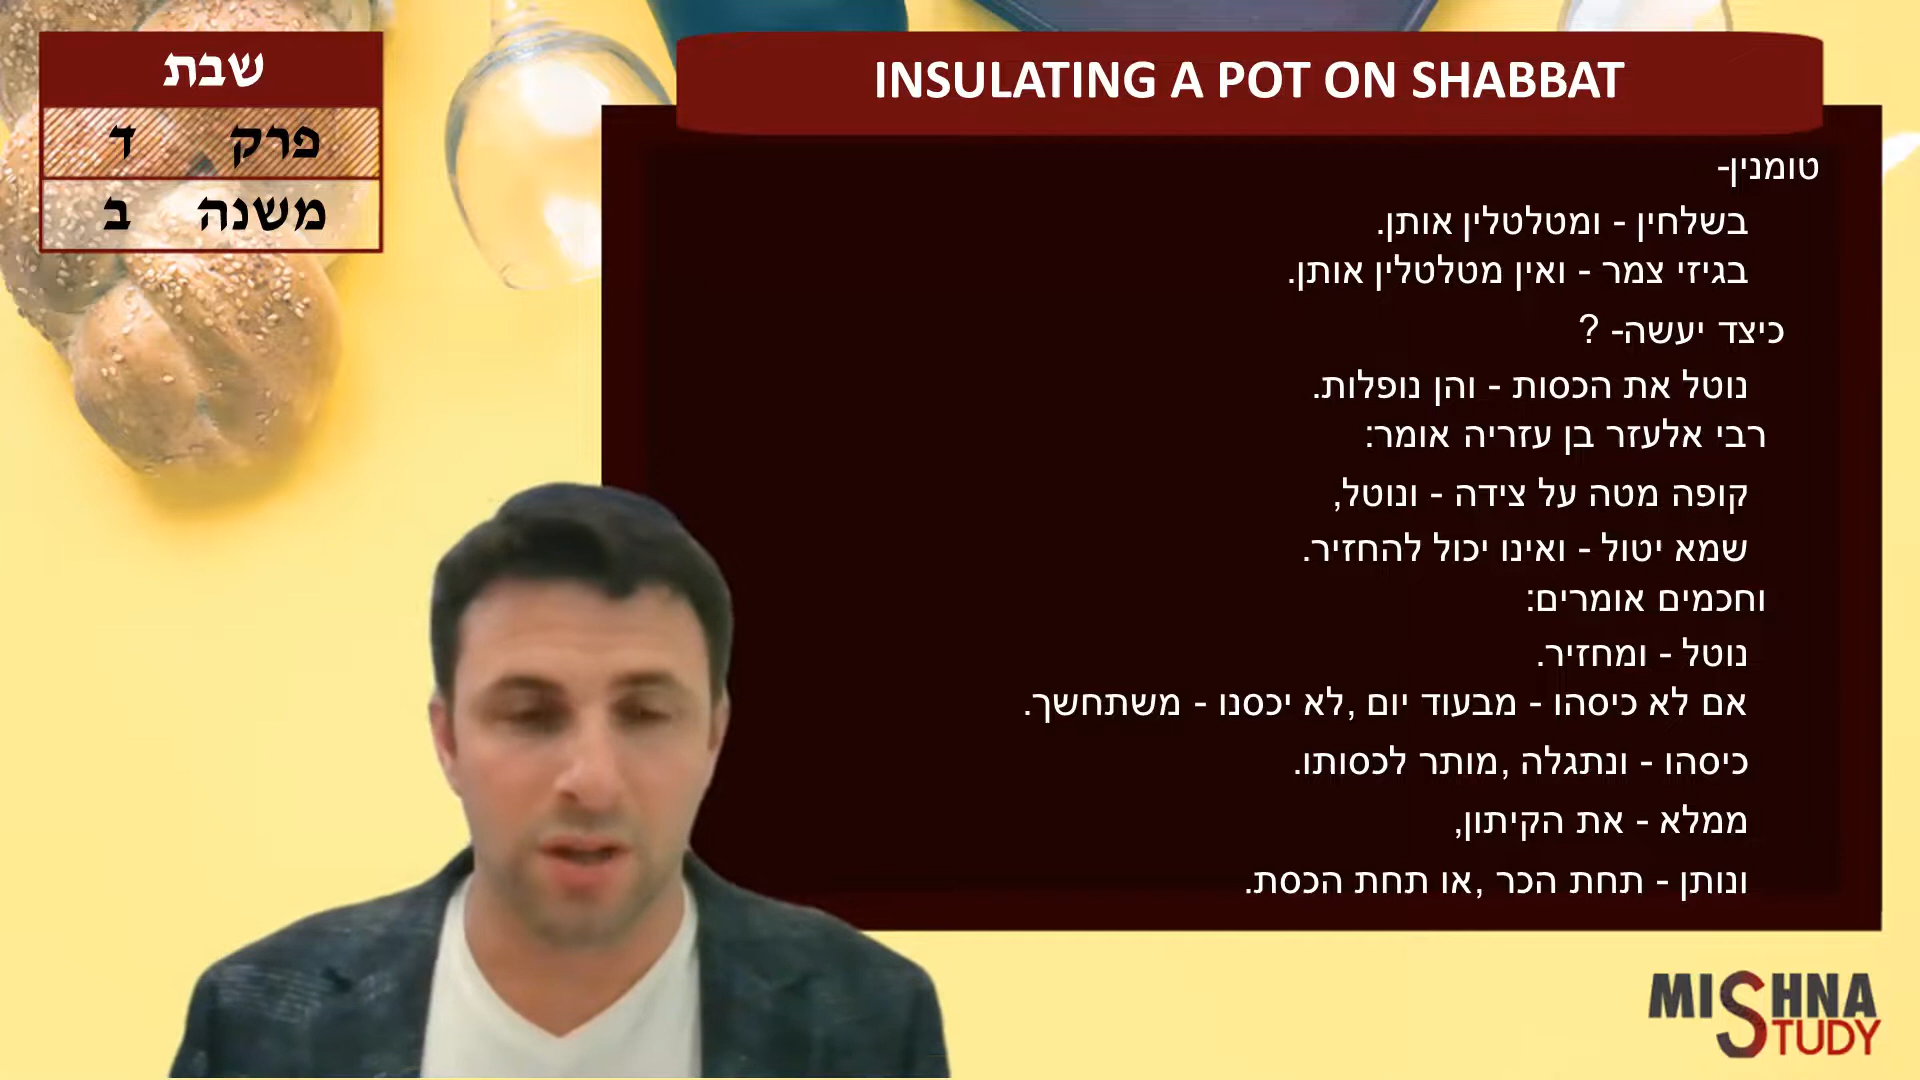 שבת
פרק ד
משנה ב
INSULATING A POT ON SHABBAT
טומנין-
בשלחין - ומטלטלין אותן.
בגיזי צמר - ואין מטלטלין אותן.
כיצד יעשה- ?
נוטל את הכסות - והן נופלות.
רבי אלעזר בן עזריה אומר:
קופה מטה על צידה - ונוטל,
שמא יטול - ואינו יכול להחזיר.
וחכמים אומרים:
נוטל - ומחזיר.
אם לא כיסהו - מבעוד יום ,לא יכסנו - משתחשך.
כיסהו - ונתגלה ,מותר לכסותו.
ממלא - את הקיתון,
ונותן - תחת הכר ,או תחת הכסת.
MISHNA
STUDY